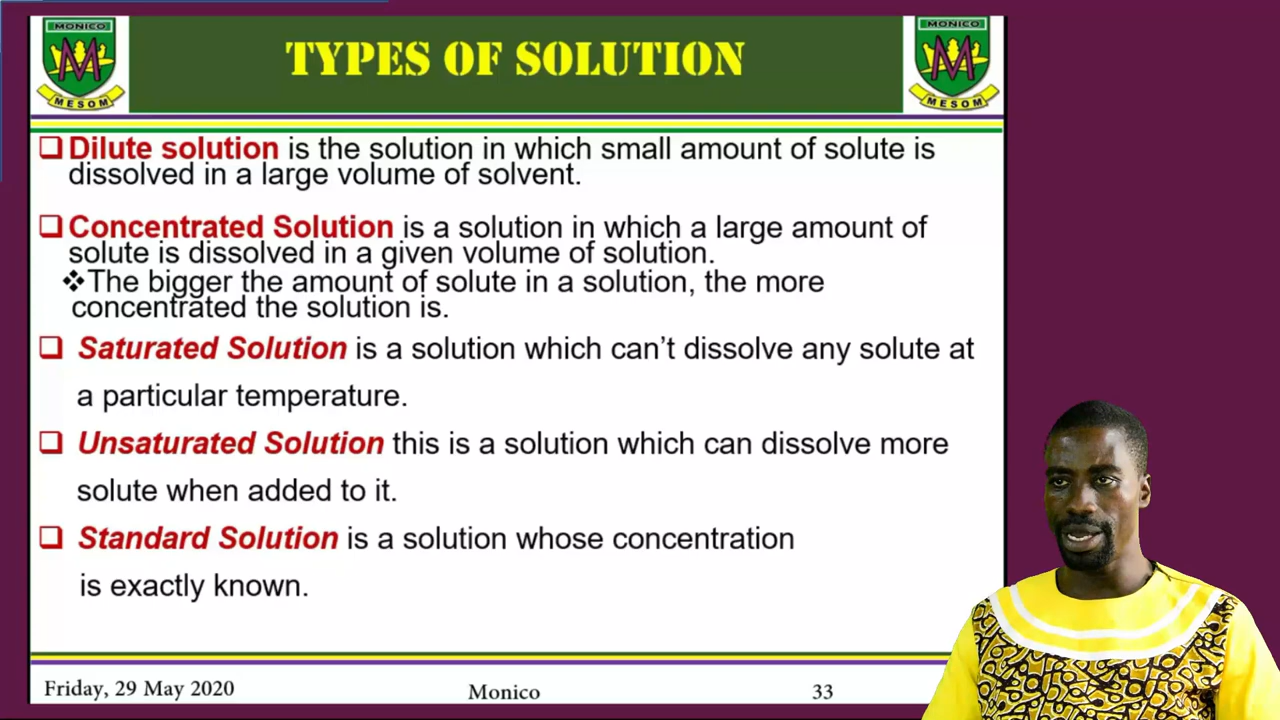 MONICO
MESOM
TYPES OF SOLUTION
MONICO
MESOM
Dilute solution is the solution in which small amount of solute is
dissolved in a large volume of solvent.
Concentrated Solution is a solution in which a large amount of
solute is dissolved in a given volume of solution.
The bigger the amount of solute in a solution, the more
concentrated the solution is.
Saturated Solution is a solution which can’t dissolve any solute at
a particular temperature.
Unsaturated Solution this is a solution which can dissolve more
solute when added to it.
Standard Solution is a solution whose concentration
is exactly known.
Friday, 29 May 2020
Monico
33